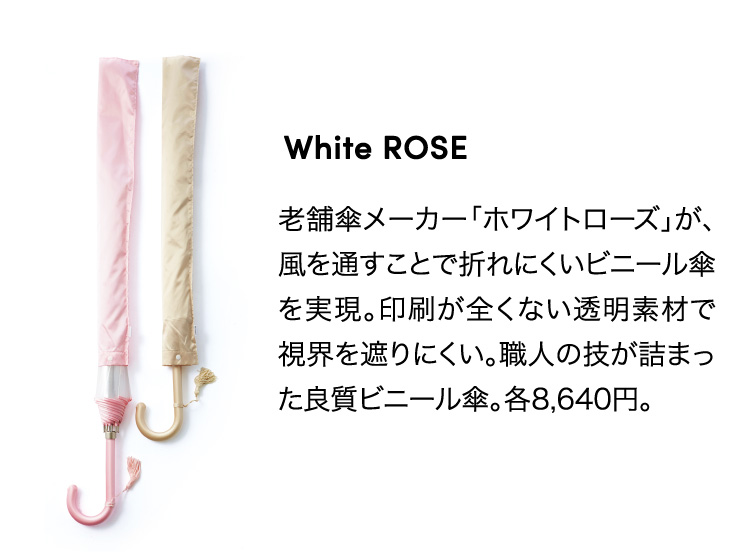 White ROSE
老舗傘メーカー「ホワイトローズ」が、
風を通すことで折れにくいビニール傘
を実現。印刷が全くない透明素材で
視界を遮りにくい。職人の技が詰まっ
た良質ビニール傘。各8,640円。